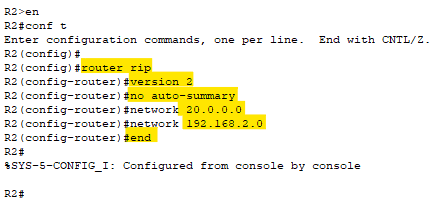 R2>en
R2#conf t
Enter configuration commands, one per line. End with CNTL/Z.
R2(config)#
R2(config)#router rip
R2(config-router)#version 2
R2(config-router)#no auto-summary
R2(config-router)#network 20.0.0.0
R2(config-router)#network 192.168.2.0
R2(config-router)#end
R2#
%SYS-5-CONFIG_I: Configured from console by console
R2#